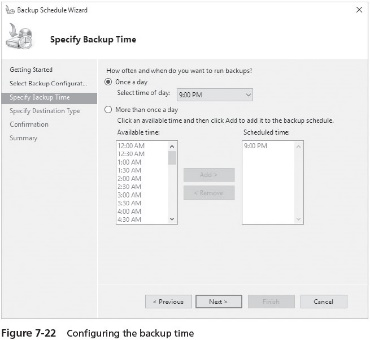 Backup Schedule Wizard
Specify Backup Time
Getting Started
Select Backup Configurat...
Specify Backup Time
Specify Destination Type
Confirmation
Summary
How often and when do you want to run backups?
Once a day
Select time of day: 9:00 PM
More than once a day
Click an available time and then click Add to add it to the backup schedule.
Available time:
Scheduled time:
12:00 AM
12:30 AM
1:00 AM
1:30 AM
2:00 AM
2:30 AM
3:00 AM
3:30 AM
4:00 AM
4:30 AM
Add >
< Remove
9:00 PM
< Previous
Next >
Finish
Cancel
Figure 7-22 Configuring the backup time